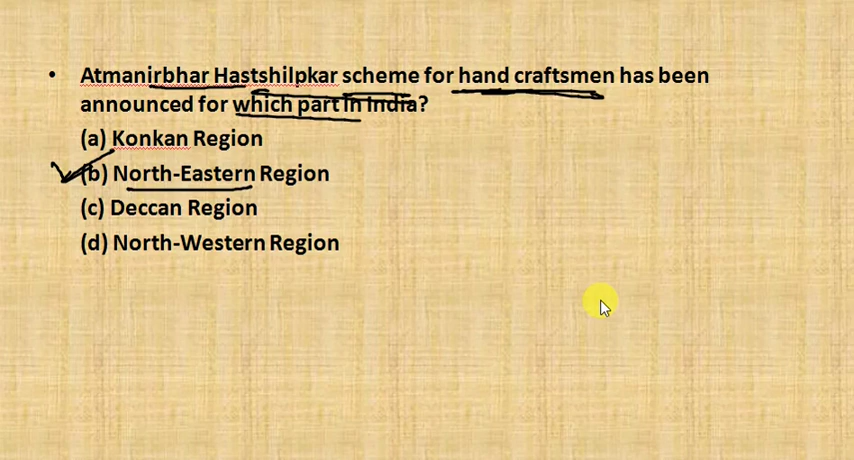 • Atmanirbhar Hastshilpkar scheme for hand craftsmen has been
announced for which part in India?
(a) Konkan Region
(b) North-Eastern Region
(c) Deccan Region
(d) North-Western Region